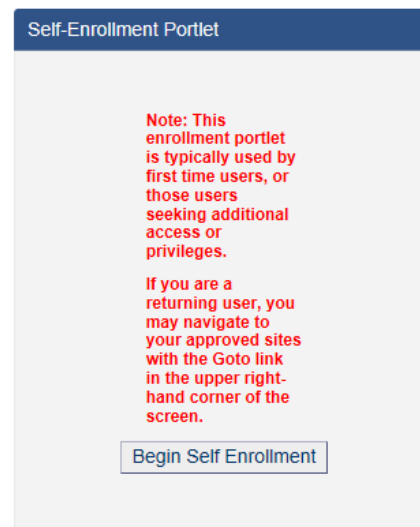 Self-Enrollment Portlet
Note: This
enrollment portlet
is typically used by
first time users, or
those users
seeking additional
access or
privileges.
If you are a
returning user, you
may navigate to
your approved sites
with the Goto link
in the upper right-
hand corner of the
screen.
Begin Self Enrollment